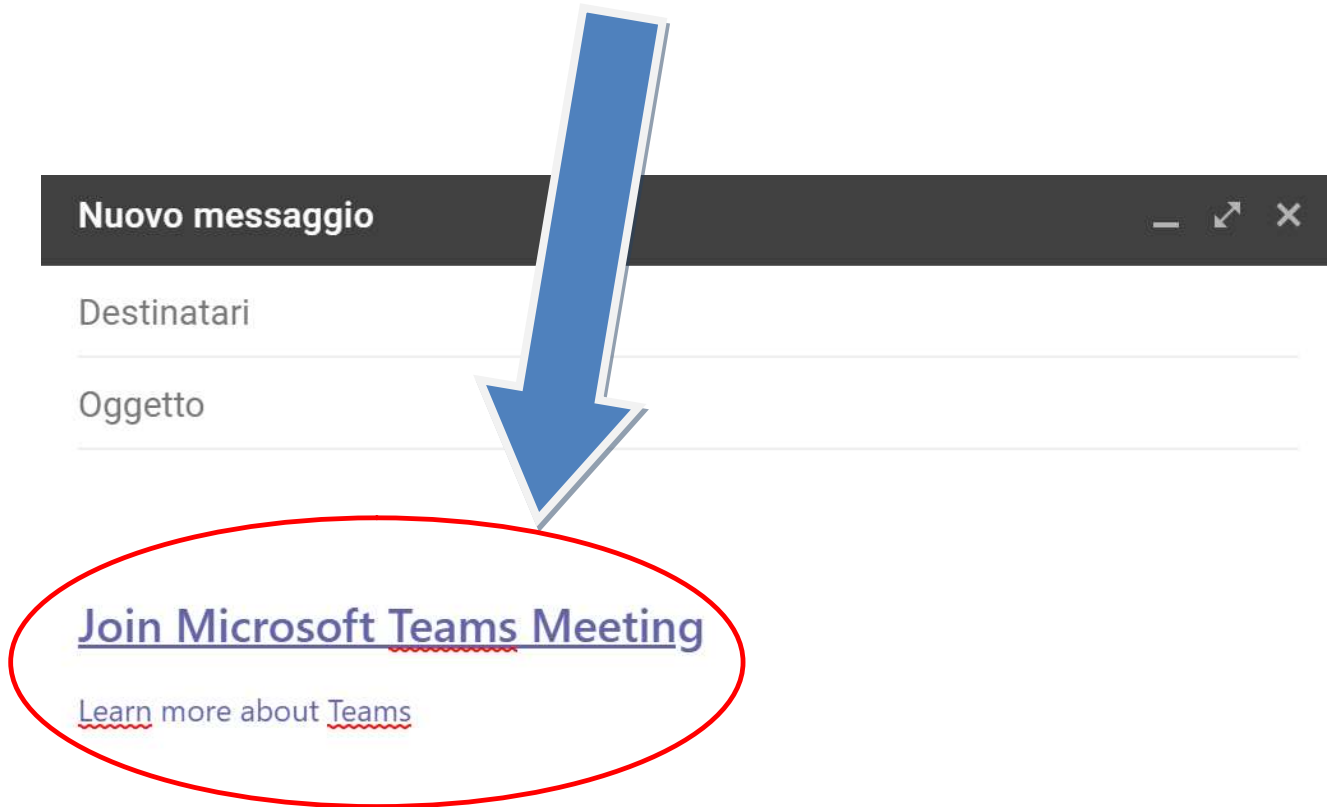 Nuovo messaggio
Destinatari
Oggetto
Join Microsoft Teams Meeting
Learn more about Teams